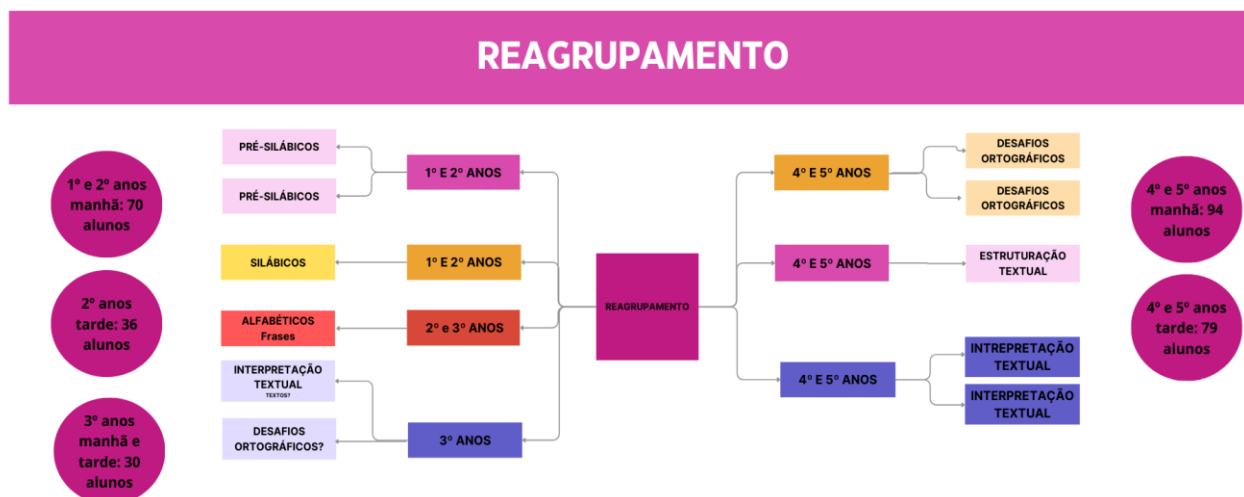 REAGRUPAMENTO
1º e 2º anos
manhã: 70
alunos
2º anos
tarde: 36
alunos
3º anos
manhã e
tarde: 30
alunos
PRÉ-SILÁBICOS
PRÉ-SILÁBICOS
1º E 2º ANOS
SILÁBICOS
1º E 2º ANOS
ALFABÉTICOS
Frases
2º e 3º ANOS
INTERPRETAÇÃO
TEXTUAL
TEXTOS?
DESAFIOS
ORTOGRÁFICOS?
3º ANOS
REAGRUPAMENTO
4º E 5º ANOS
DESAFIOS
ORTOGRÁFICOS
DESAFIOS
ORTOGRÁFICOS
4º E 5º ANOS
ESTRUTURAÇÃO
TEXTUAL
4º E 5º ANOS
INTREPRETAÇÃO
TEXTUAL
INTERPRETAÇÃO
TEXTUAL
4º e 5º anos
manhã: 94
alunos
4º e 5º anos
tarde: 79
alunos